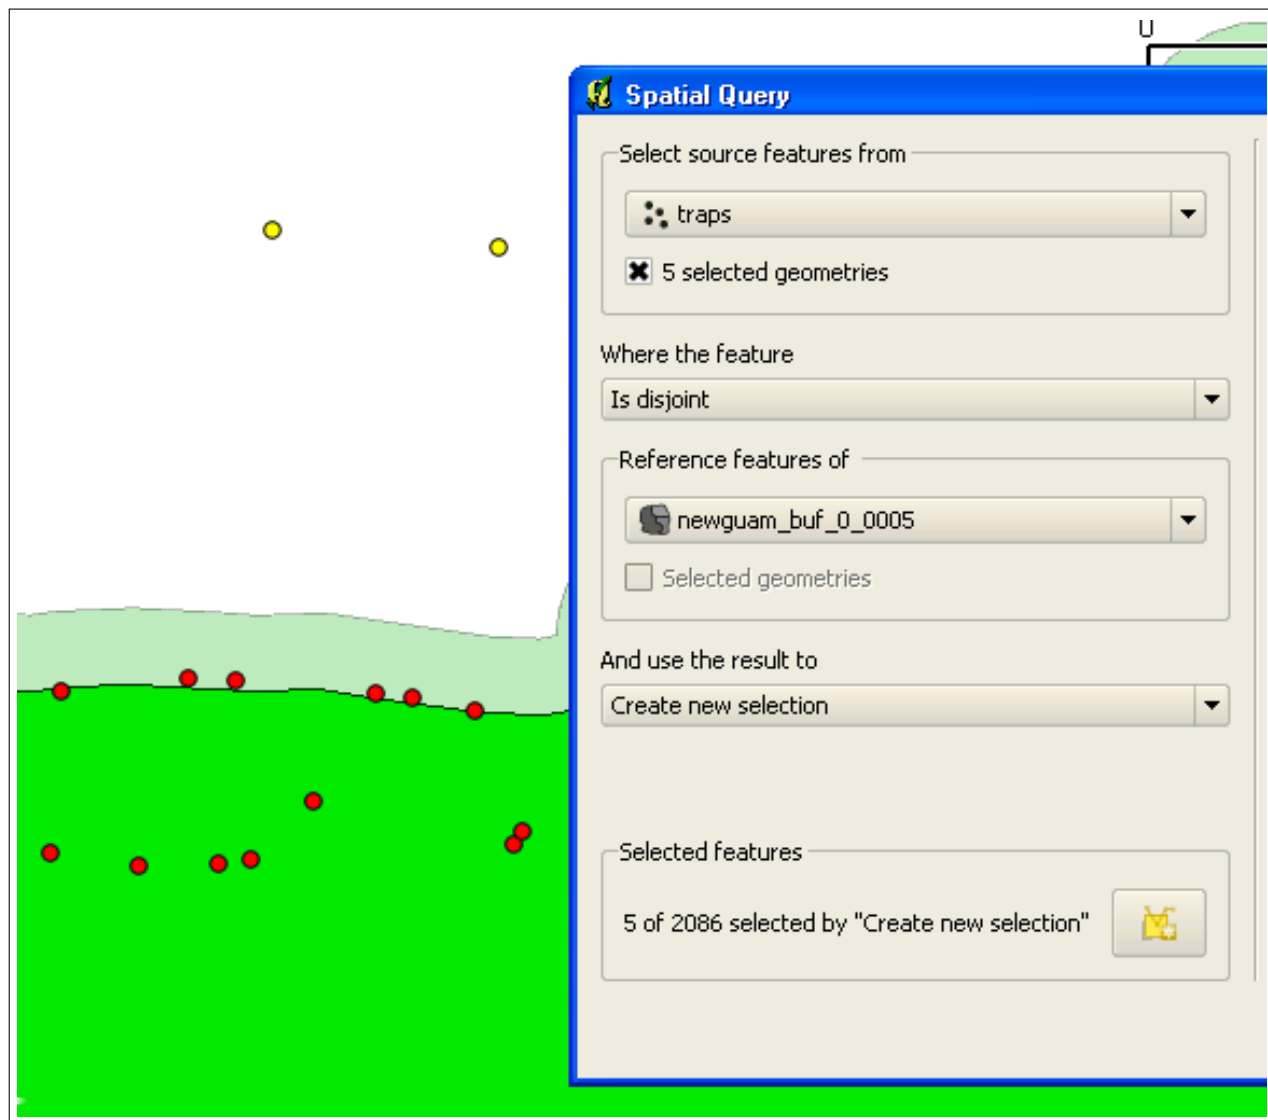 Spatial Query
Select source features from
traps
5 selected geometries
Where the feature
Is disjoint
Reference features of
newguam_buf_0_0005
Selected geometries
And use the result to
Create new selection
Selected features
5 of 2086 selected by "Create new selection"